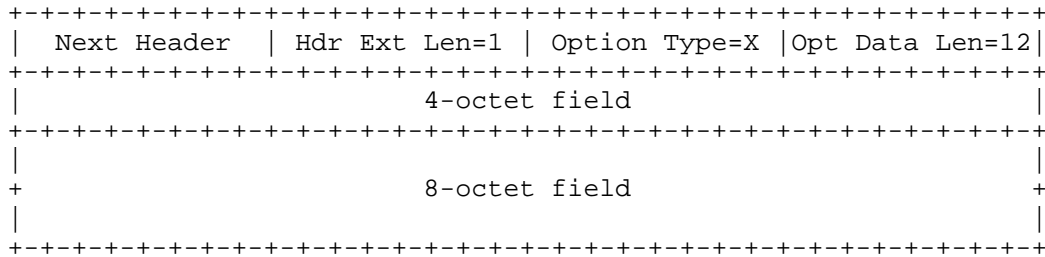 +-+-+-+-+-+-+-+-+-+-+-+-+-+-+-+-+-+-+-+-+-+-+-+-+-+-+-+-+-+-+-+-+
|  Next Header  | Hdr Ext Len=1 | Option Type=X |Opt Data Len=12|
+-+-+-+-+-+-+-+-+-+-+-+-+-+-+-+-+-+-+-+-+-+-+-+-+-+-+-+-+-+-+-+-+
|                         4-octet field                         |
+-+-+-+-+-+-+-+-+-+-+-+-+-+-+-+-+-+-+-+-+-+-+-+-+-+-+-+-+-+-+-+-+
|                                                               |
+                         8-octet field                         +
|                                                               |
+-+-+-+-+-+-+-+-+-+-+-+-+-+-+-+-+-+-+-+-+-+-+-+-+-+-+-+-+-+-+-+-+